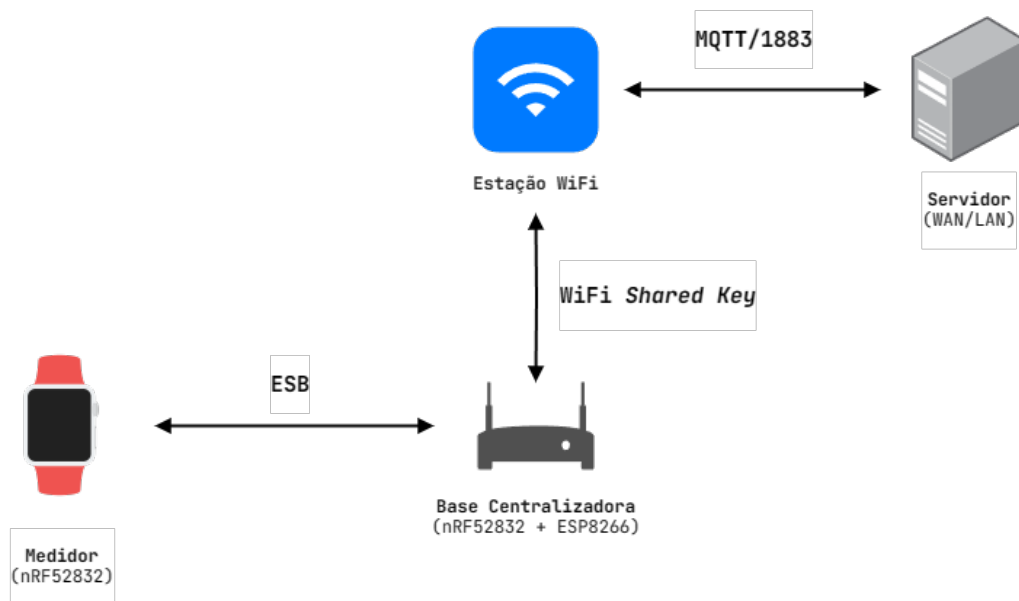 MQTT/1883
Estação WiFi
Servidor
(WAN/LAN)
WiFi Shared Key
ESB
Base Centralizadora
(nRF52832 + ESP8266)
Medidor
(nRF52832)